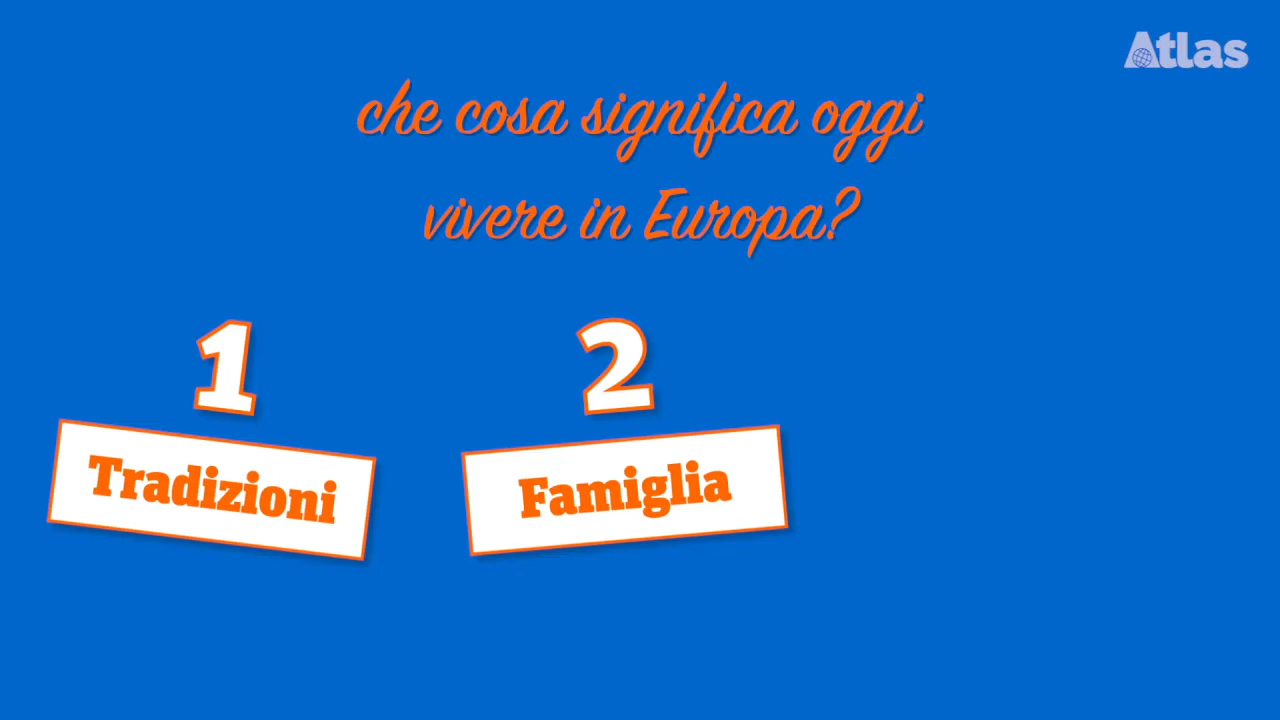 Atlas
che cosa significa oggi
vivere in Europa?
1
2
Tradizioni
Famiglia